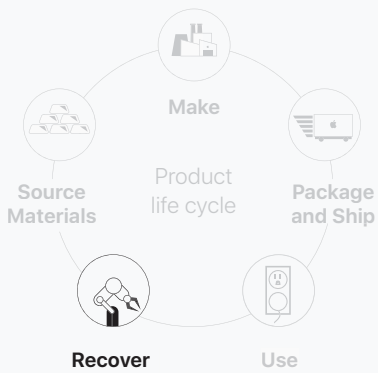 Make
Source
Materials
Product
life cycle
Package
and Ship
Recover
Use